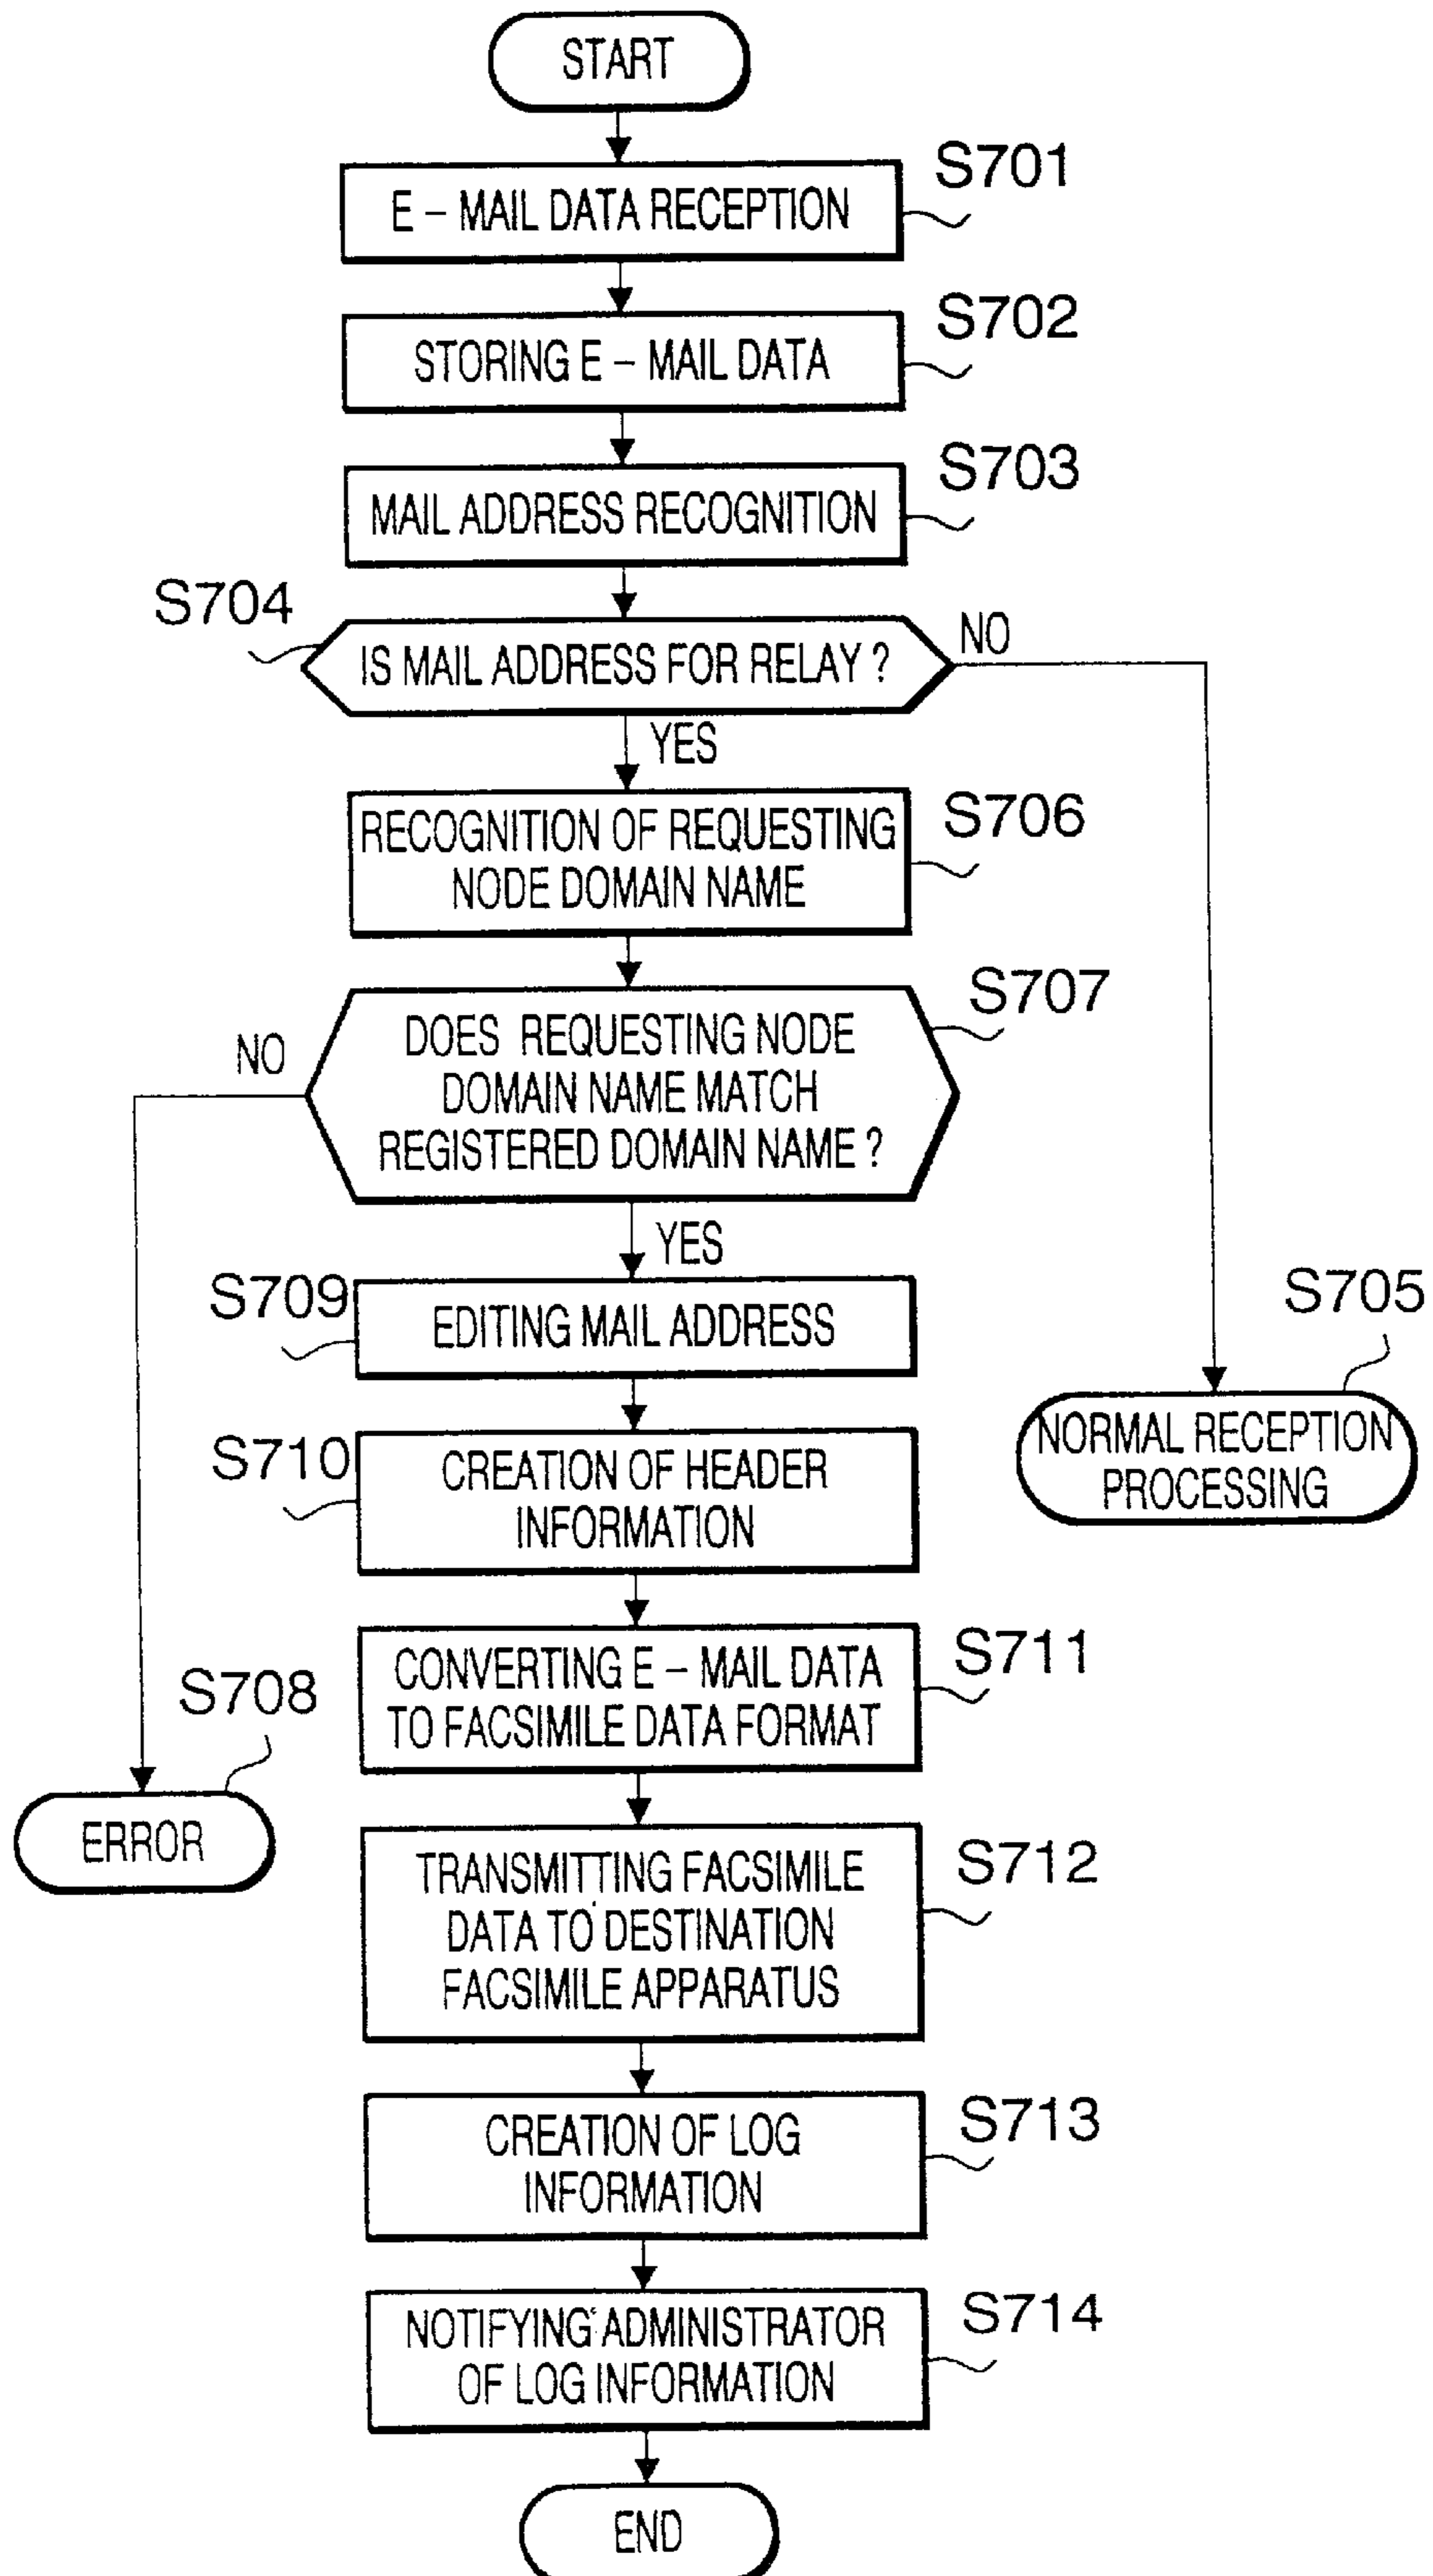 START
E – MAIL DATA RECEPTION
S701
STORING E – MAIL DATA
S702
MAIL ADDRESS RECOGNITION
S703
S704
IS MAIL ADDRESS FOR RELAY ?
NO
YES
RECOGNITION OF REQUESTING
NODE DOMAIN NAME
S706
DOES REQUESTING NODE
DOMAIN NAME MATCH
REGISTERED DOMAIN NAME ?
S707
NO
YES
S709
EDITING MAIL ADDRESS
S705
NORMAL RECEPTION
PROCESSING
S710
CREATION OF HEADER
INFORMATION
CONVERTING E – MAIL DATA
TO FACSIMILE DATA FORMAT
S711
S708
ERROR
TRANSMITTING FACSIMILE
DATA TO DESTINATION
FACSIMILE APPARATUS
S712
CREATION OF LOG
INFORMATION
S713
NOTIFYING ADMINISTRATOR
OF LOG INFORMATION
S714
END